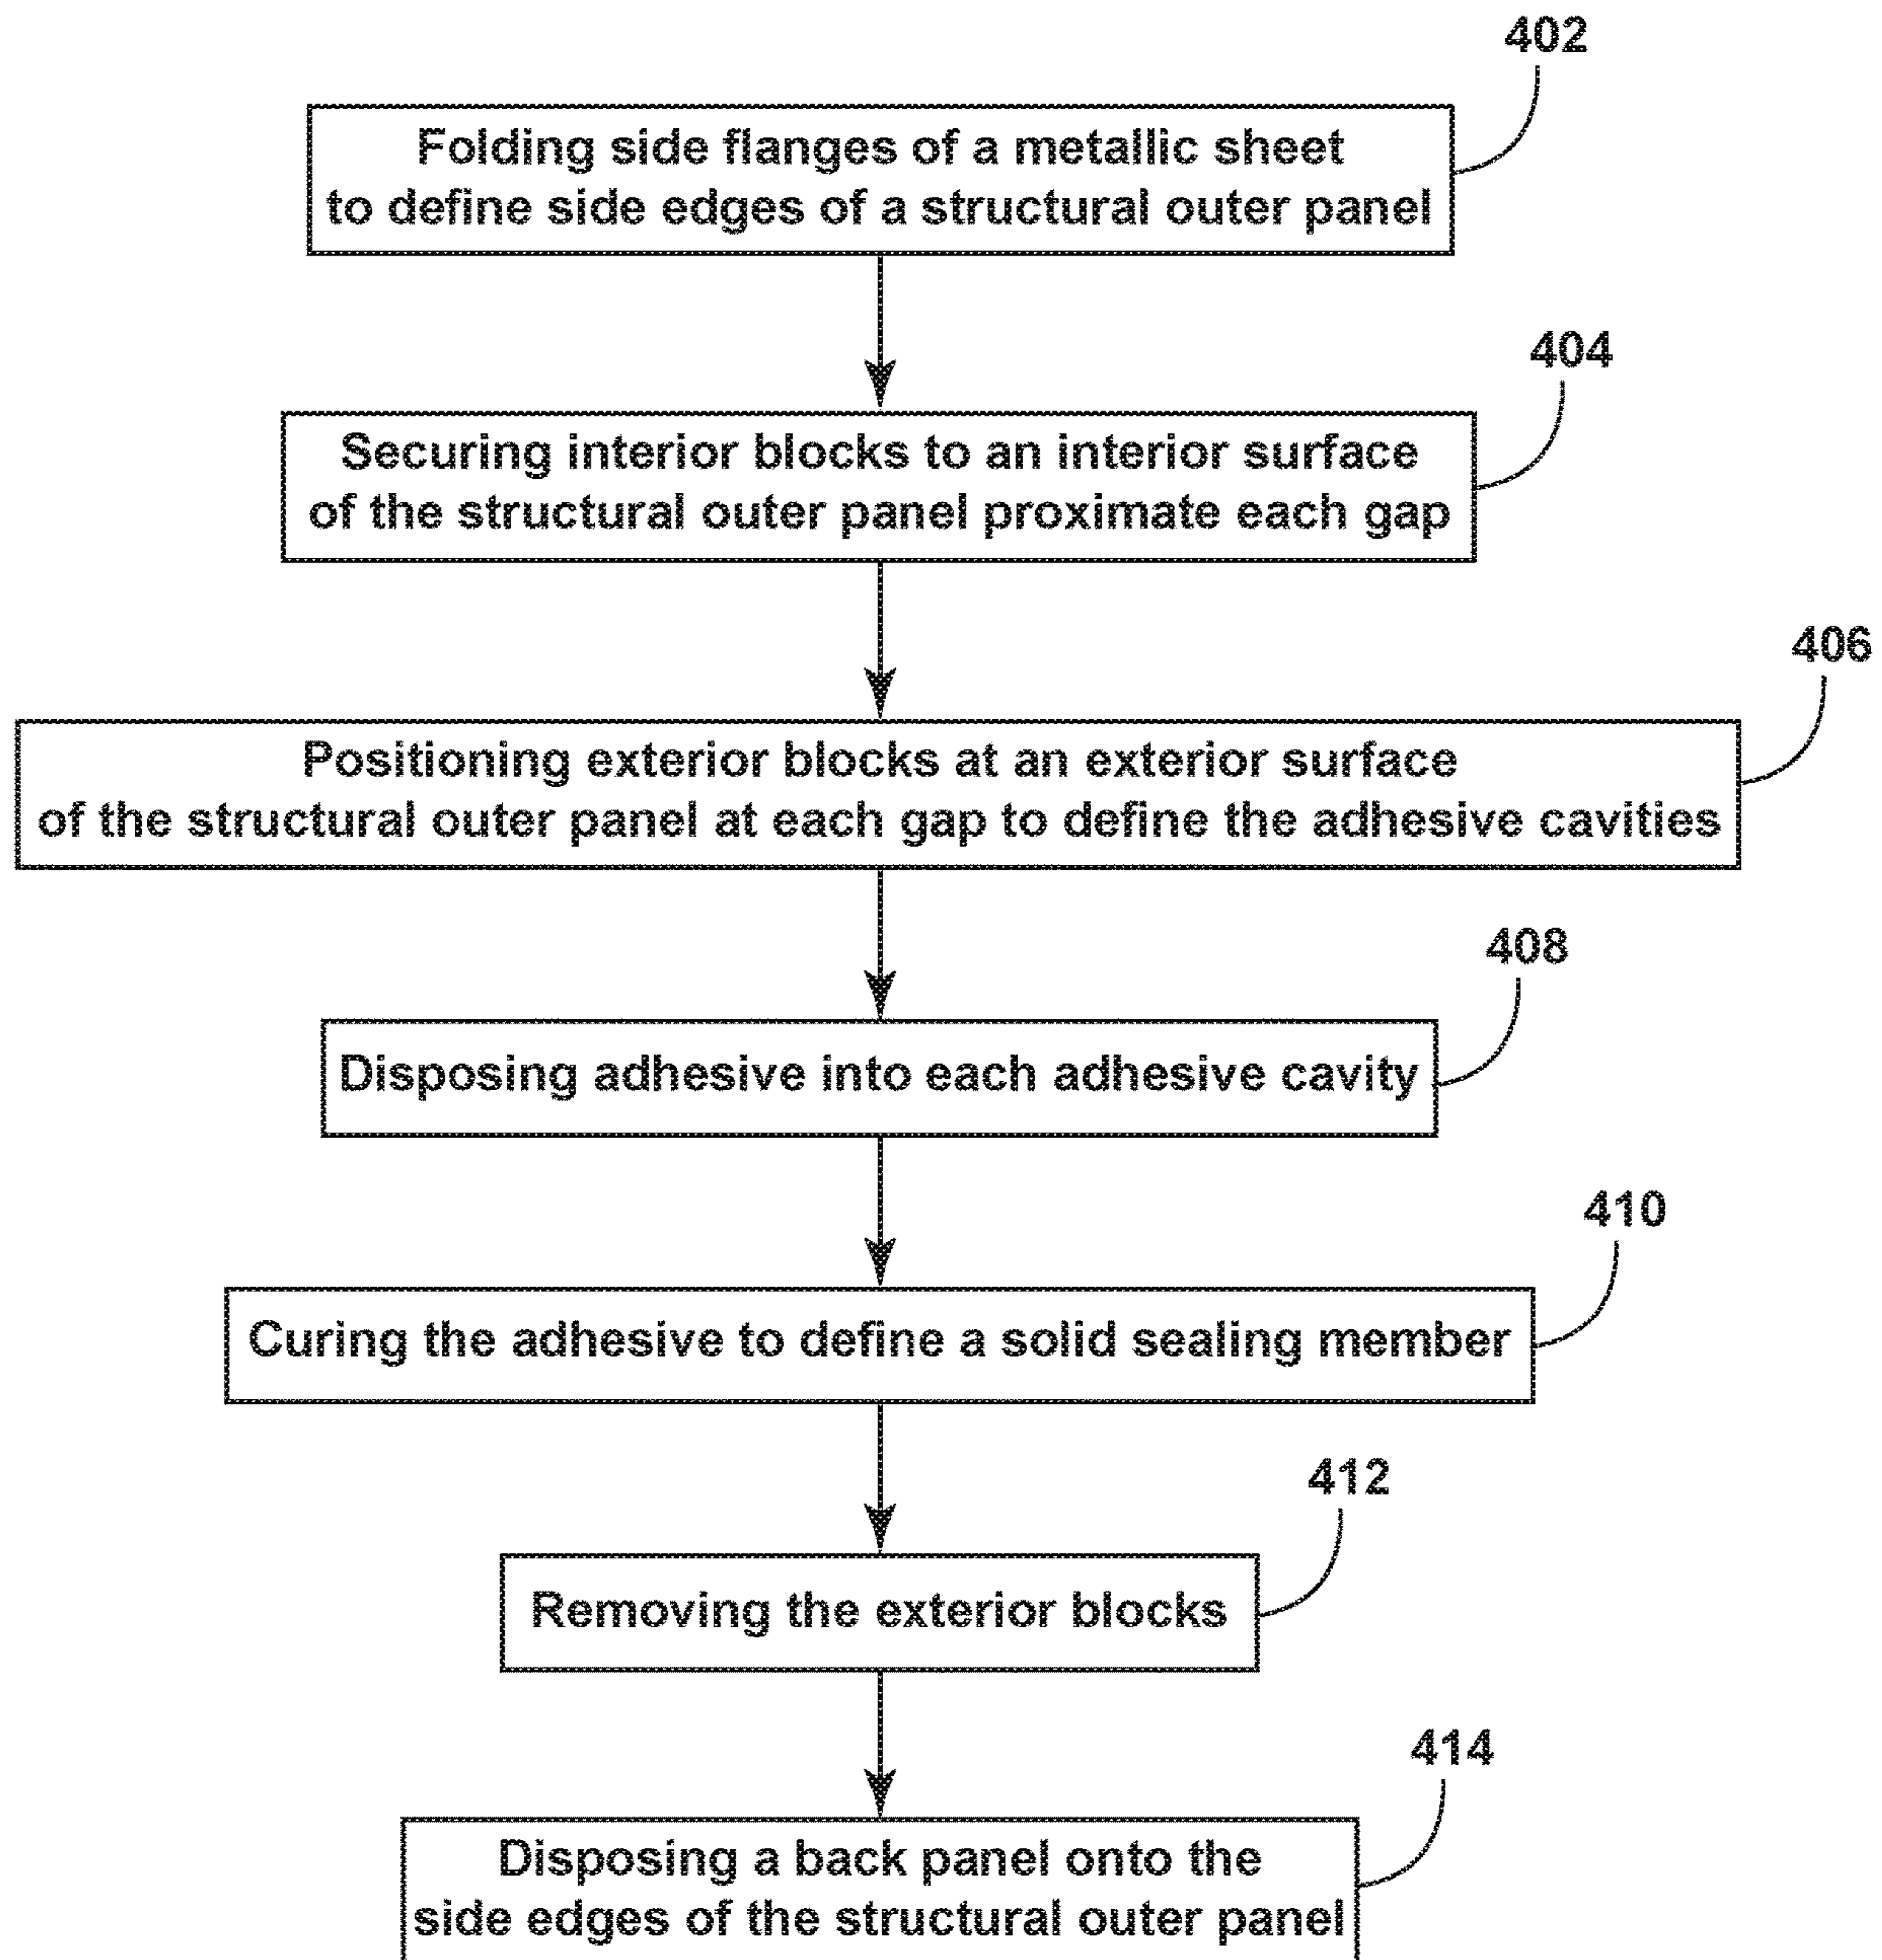 402
Folding side flanges of a metallic sheet
to define side edges of a structural outer panel
404
Securing interior blocks to an interior surface
of the structural outer panel proximate each gap
406
Positioning exterior blocks at an exterior surface
of the structural outer panel at each gap to define the adhesive cavities
408
Disposing adhesive into each adhesive cavity
410
Curing the adhesive to define a solid sealing member
412
Removing the exterior blocks
414
Disposing a back panel onto the
side edges of the structural outer panel